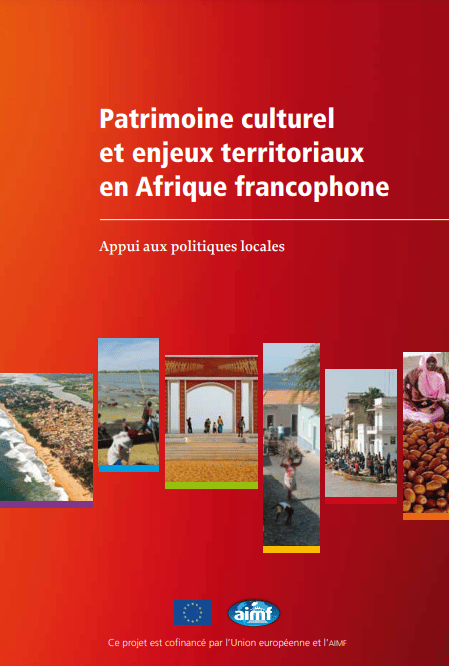 Patrimoine culturel
et enjeux territoriaux
en Afrique francophone
Appui aux politiques locales
aimf
Ce projet est cofinancé par l'Union européenne et l'AIMF